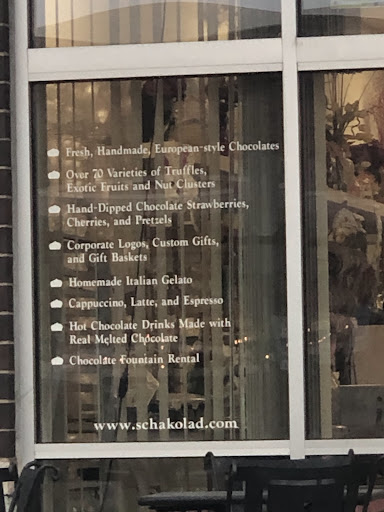 Fresh, Handmade, European-style Chocolates
Over 70 Varieties of Truffles,
Exotic Fruits and Nut Clusters
Hand-Dipped Chocolate Strawberries,
Cherries, and Pretzels
Corporate Logos, Custom Gifts,
and Gift Baskets
Homemade Italian Gelato
Cappuccino, Latte, and Espresso
Hot Chocolate Drinks Made with
Real Melted Chocolate
Chocolate Fountain Rental
www.schakolad.com